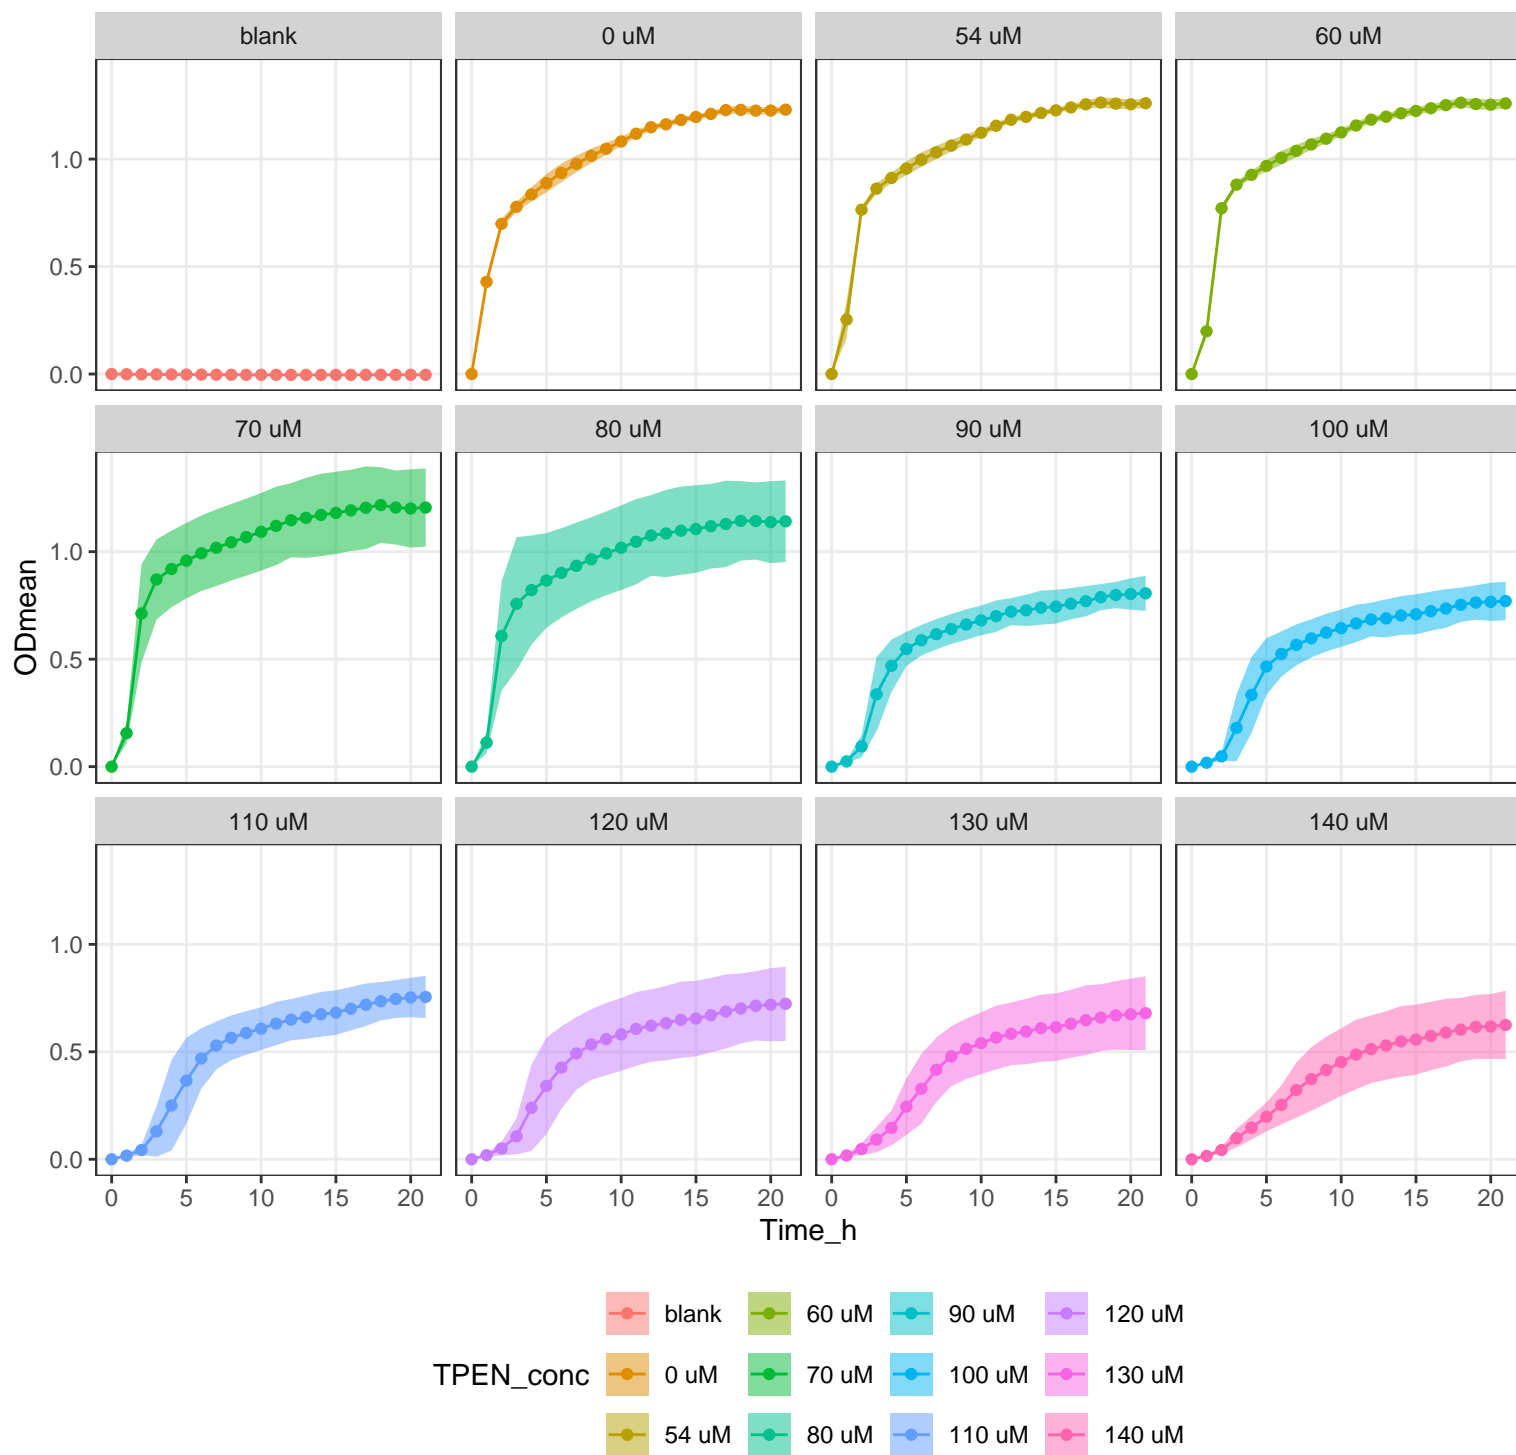 blank 0 uM 54 uM 60 uM
1.0
0.5
0.0
70 uM 80 uM 90 uM 100 uM
1.0
0.5
0.0
ODmean
110 uM 120 uM 130 uM 140 uM
1.0
0.5
0.0
0 5 10 15 20 0 5 10 15 20 0 5 10 15 20 0 5 10 15 20
Time_h
TPEN_conc
blank 60 uM 90 uM 120 uM
0 uM 70 uM 100 uM 130 uM
54 uM 80 uM 110 uM 140 uM